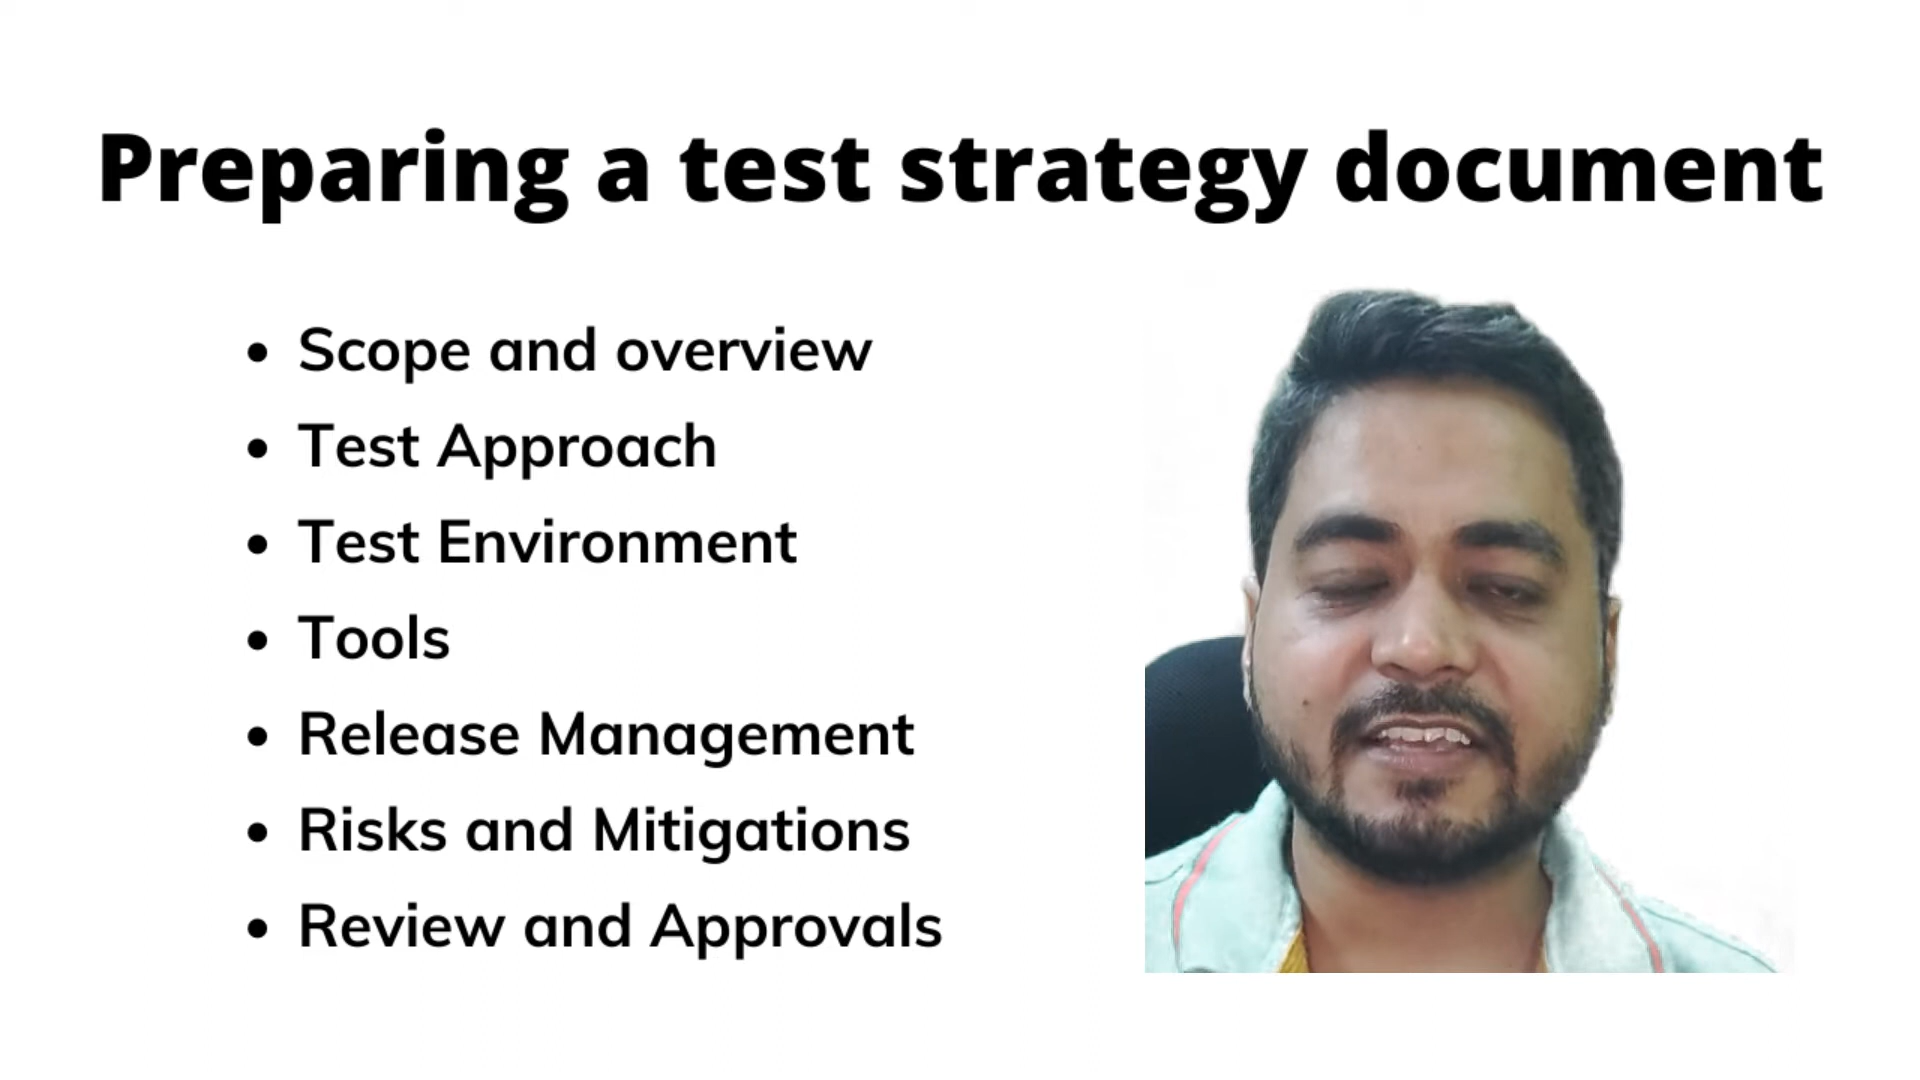 Preparing a test strategy document
• Scope and overview
• Test Approach
• Test Environment
• Tools
• Release Management
• Risks and Mitigations
• Review and Approvals